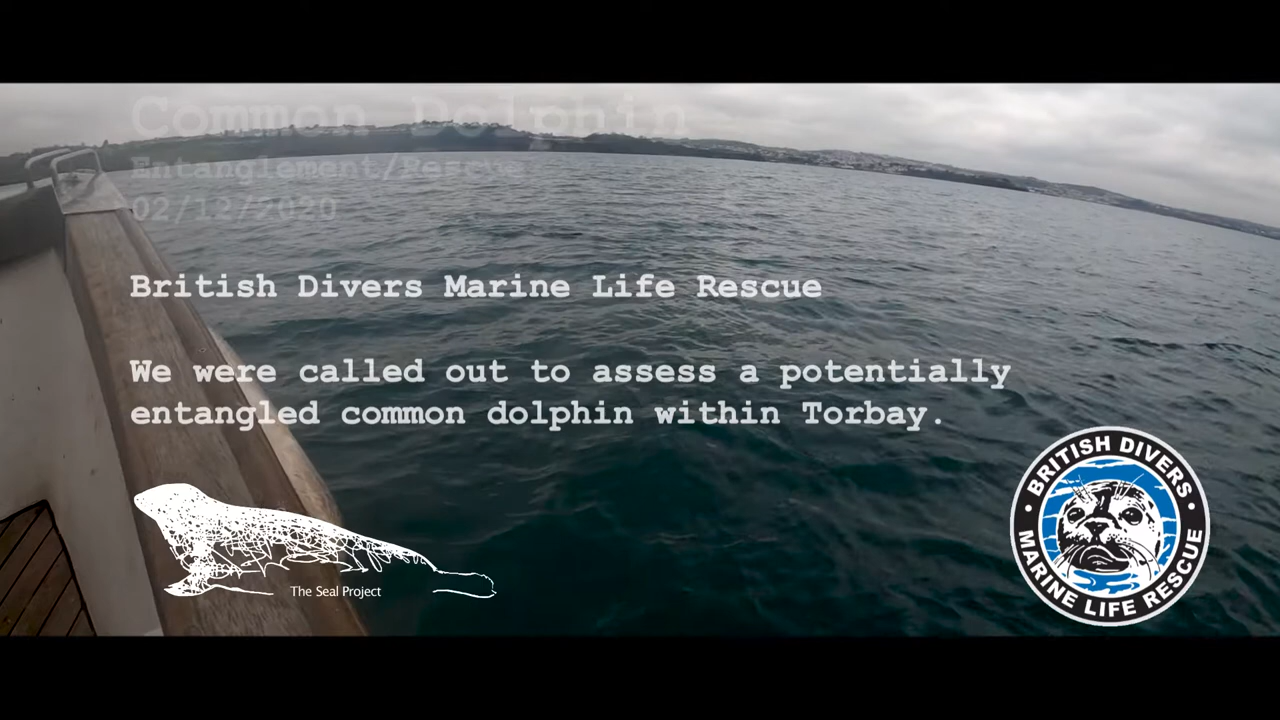 Common Dolphin
Entanglement/Rescue
02/12/2020
British Divers Marine Life Rescue
We were called out to assess a potentially
entangled common dolphin within Torbay.
The Seal Project
BRITISH DIVERS
MARINE LIFE RESCUE